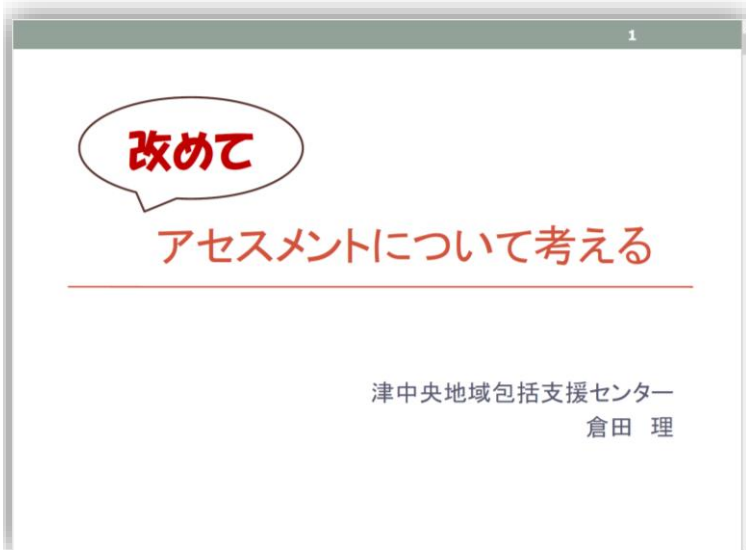 1
改めて
アセスメントについて考える
津中央地域包括支援センター
倉田　理